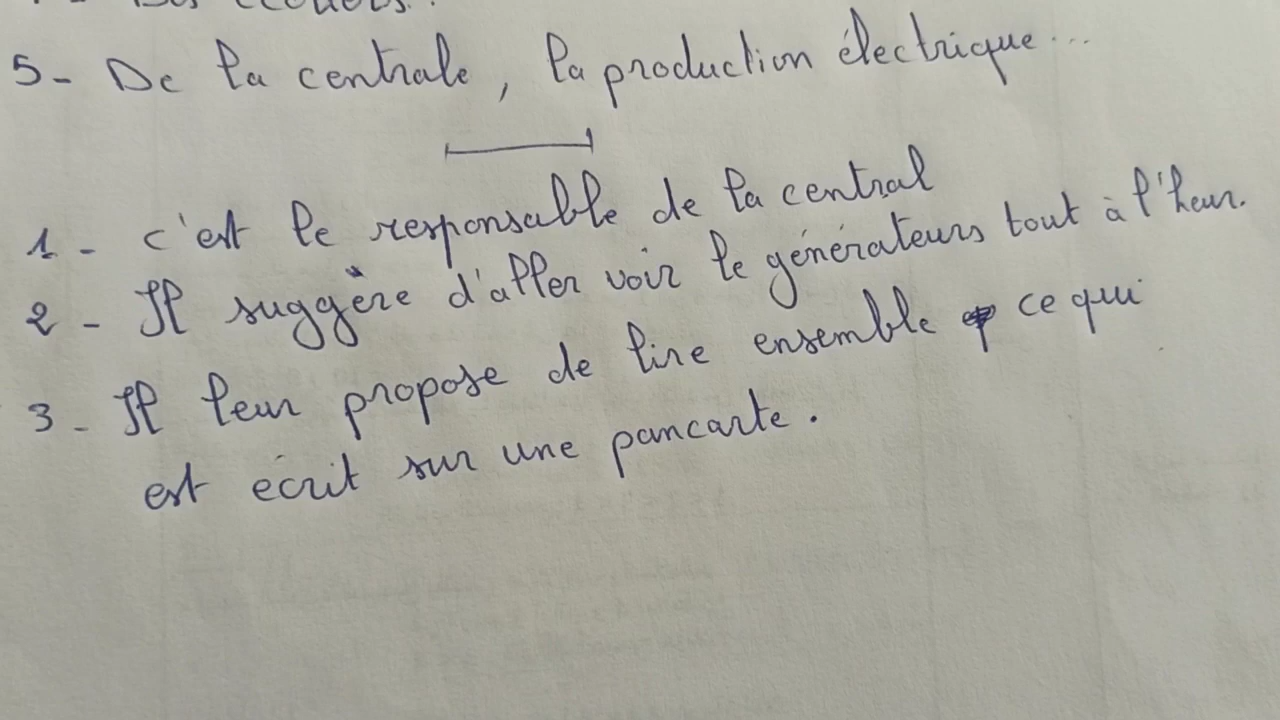 5- De la centrale, la production électrique...
1- c'est le responsable de la central
2- Il suggère d'aller voir le générateurs tout à l'heur.
3- Il leur propose de lire ensemble ce qui
est écrit sur une pancarte.